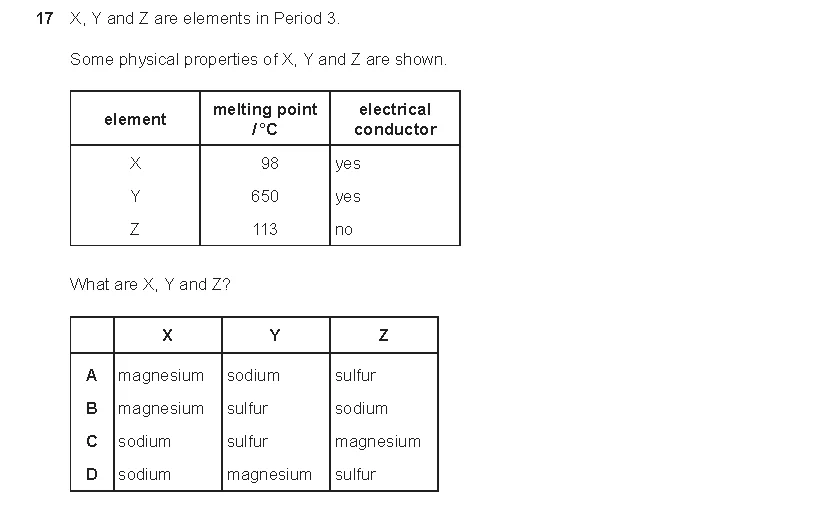 17 X, Y and Z are elements in Period 3.
Some physical properties of X, Y and Z are shown.
element melting point /°C electrical conductor
X 98 yes
Y 650 yes
Z 113 no
What are X, Y and Z?
X Y Z
A magnesium sodium sulfur
B magnesium sulfur sodium
C sodium sulfur magnesium
D sodium magnesium sulfur